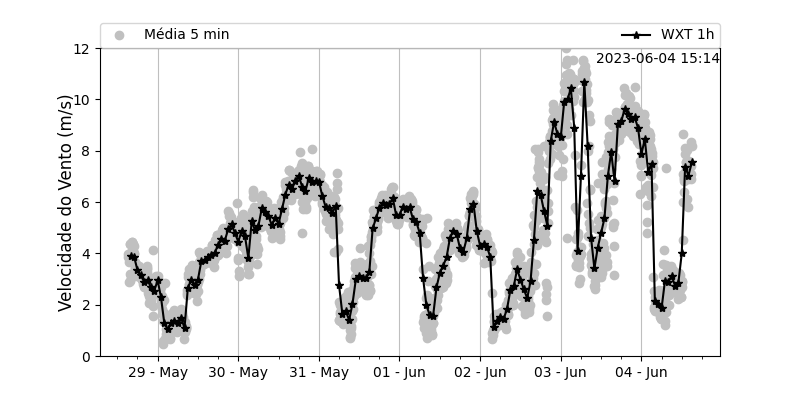 Média 5 min WXT 1h
2023-06-04 15:14
Velocidade do Vento (m/s)
12
10
8
6
4
2
0
29 - May 30 - May 31 - May 01 - Jun 02 - Jun 03 - Jun 04 - Jun